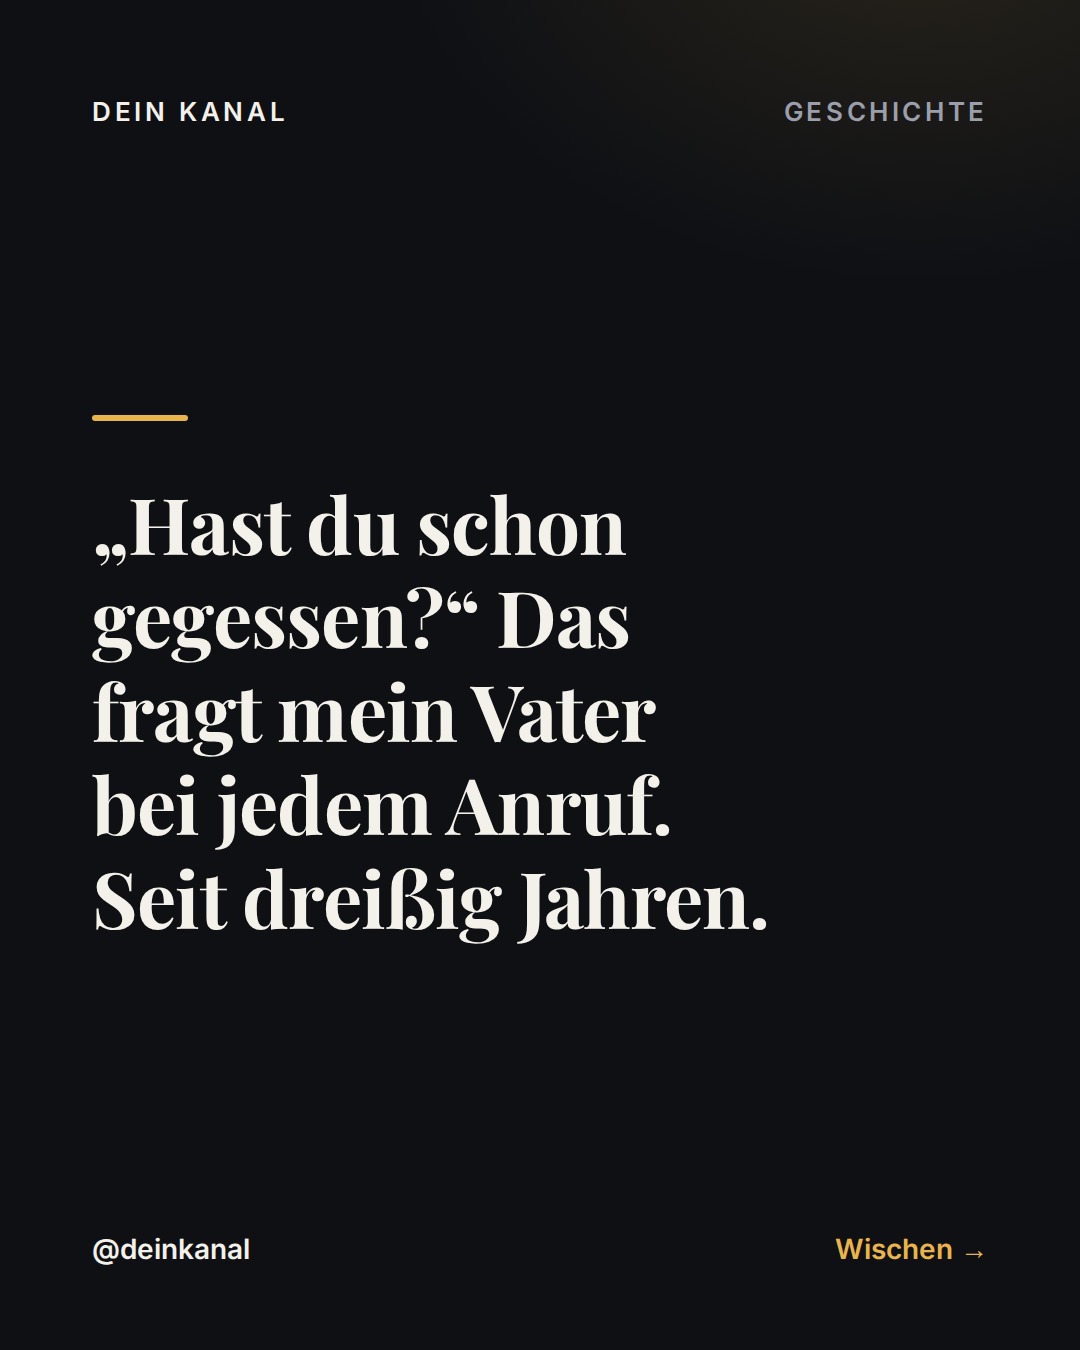 DEIN KANAL
GESCHICHTE
„Hast du schon
gegessen?“ Das
fragt mein Vater
bei jedem Anruf.
Seit dreißig Jahren.
@deinkanal
Wischen →